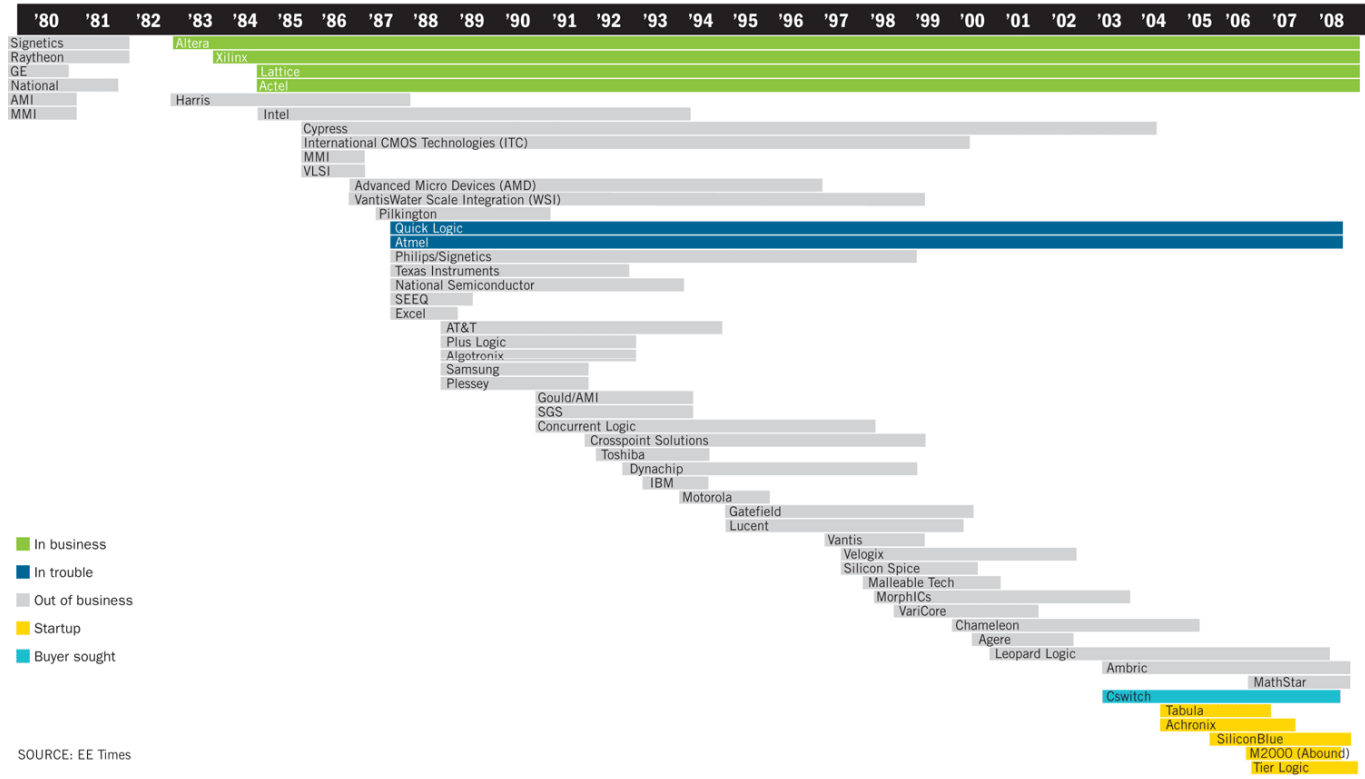 ’80 ’81 ’82 ’83 ’84 ’85 ’86 ’87 ’88 ’89 ’90 ’91 ’92 ’93 ’94 ’95 ’96 ’97 ’98 ’99 ’00 ’01 ’02 ’03 ’04 ’05 ’06 ’07 ’08
Signetics Altera
Raytheon Xilinx
GE Lattice
National Actel
AMI Harris
MMI Intel
Cypress
International CMOS Technologies (ITC)
MMI
VLSI
Advanced Micro Devices (AMD)
VantisWater Scale Integration (WSI)
Pilkington
Quick Logic
Atmel
Philips/Signetics
Texas Instruments
National Semiconductor
SEEQ
Excel
AT&T
Plus Logic
Algotronix
Samsung
Plessey
Gould/AMI
SGS
Concurrent Logic
Crosspoint Solutions
Toshiba
Dynachip
IBM
Motorola
Gatefield
Lucent
Vantis
Velogix
Silicon Spice
Malleable Tech
MorphICs
VariCore
Chameleon
Agere
Leopard Logic
Ambric
MathStar
Cswitch
Tabula
Achronix
SiliconBlue
M2000 (Abound)
Tier Logic
In business
In trouble
Out of business
Startup
Buyer sought
SOURCE: EE Times